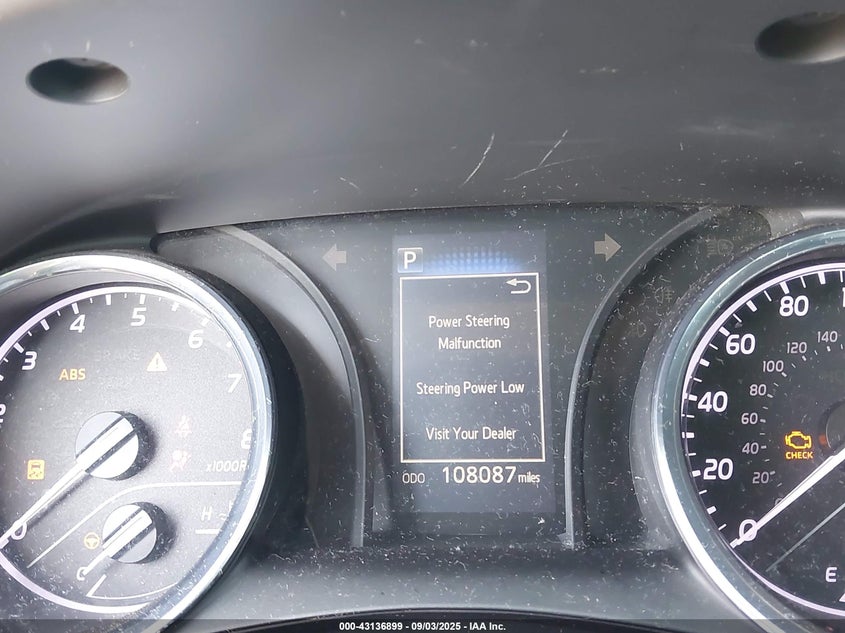 P
Power Steering
Malfunction
Steering Power Low
Visit Your Dealer
ODO 108087 miles
3
4
5
6
7
8
x1000R
BRAKE
ABS
0
H
C
0
20
40
60
80
20
40
60
80
100
120
140
CHECK
E
000-43136899 - 09/03/2025 - IAA Inc.